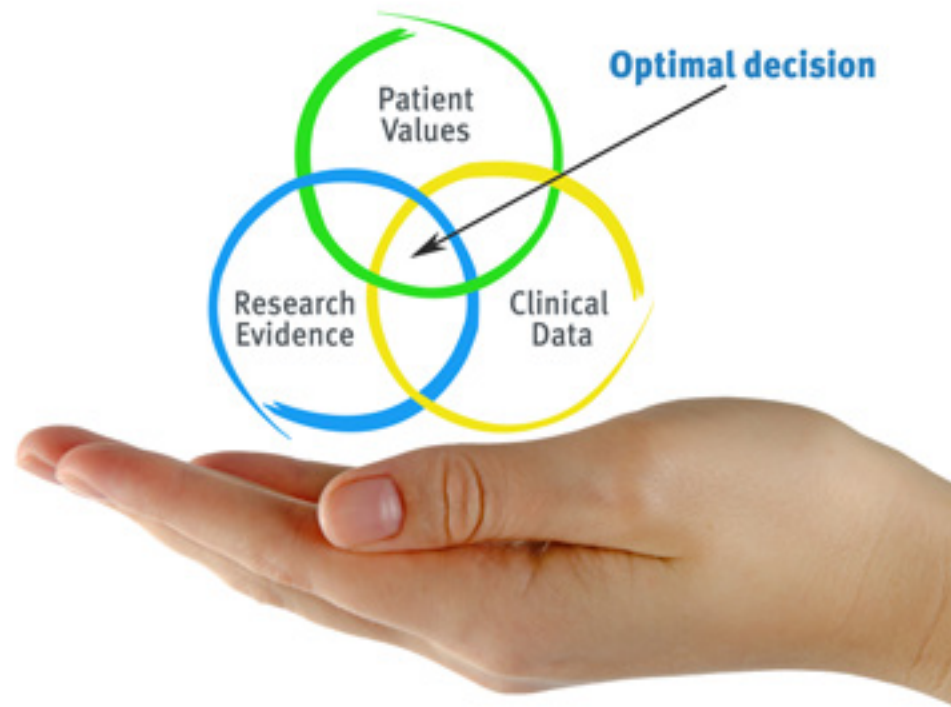 Optimal decision
Patient
Values
Research
Evidence
Clinical
Data